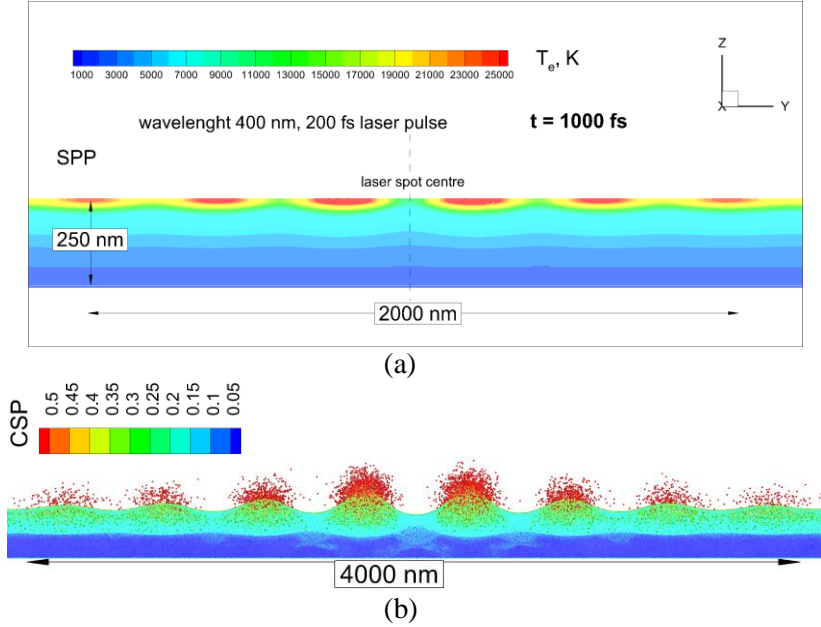 T_e, K
1000 3000 5000 7000 9000 11000 13000 15000 17000 19000 21000 23000 25000
Z
X Y
wavelenght 400 nm, 200 fs laser pulse t = 1000 fs
SPP
laser spot centre
250 nm
2000 nm
(a)
CSP
0.5 0.45 0.4 0.35 0.3 0.25 0.2 0.15 0.1 0.05
4000 nm
(b)